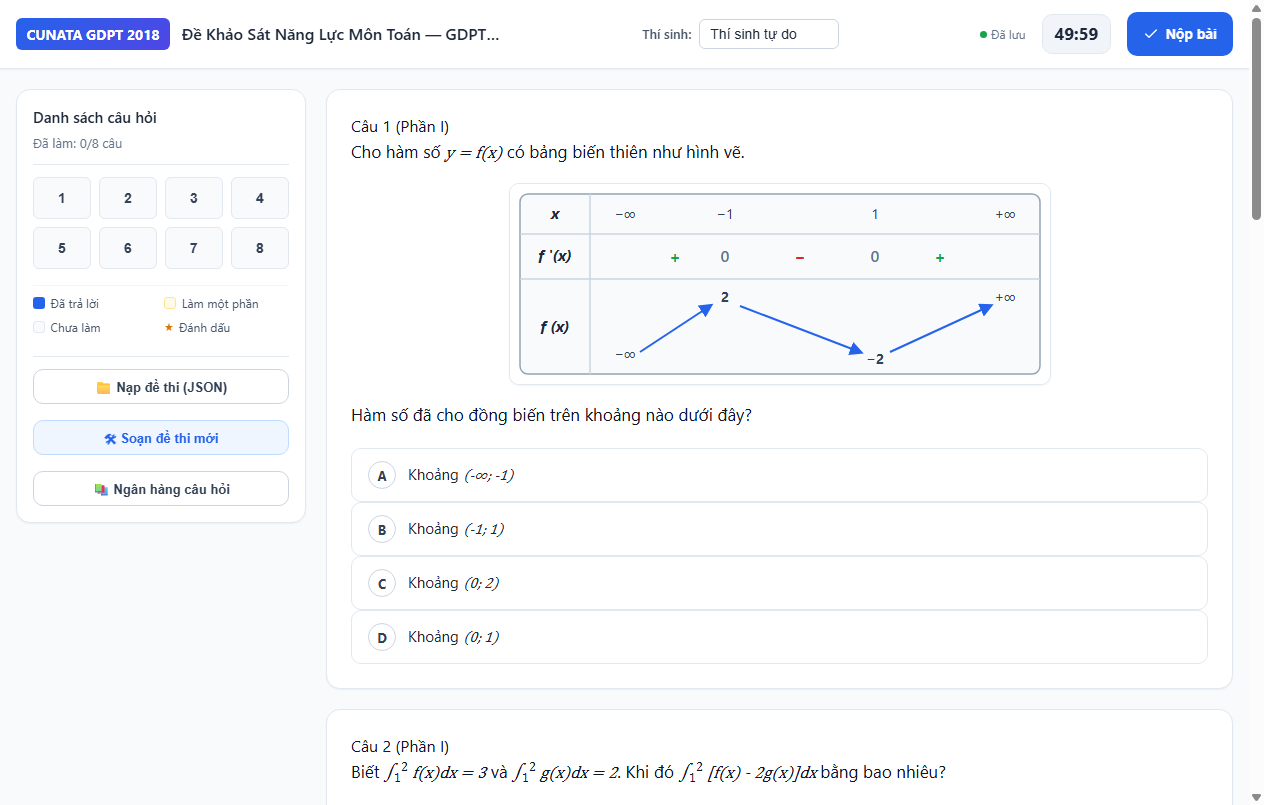 CUNATA GDPT 2018
Đề Khảo Sát Năng Lực Môn Toán — GDPT...
Thí sinh: Thí sinh tự do
Đã lưu
49:59
Nộp bài
Danh sách câu hỏi
Đã làm: 0/8 câu
1 2 3 4
5 6 7 8
Đã trả lời
Làm một phần
Chưa làm
Đánh dấu
Nạp đề thi (JSON)
Soạn đề thi mới
Ngân hàng câu hỏi
Câu 1 (Phần I)
Cho hàm số y = f(x) có bảng biến thiên như hình vẽ.
x −∞ −1 1 +∞
f '(x) + 0 − 0 +
f (x) −∞ 2 −2 +∞
Hàm số đã cho đồng biến trên khoảng nào dưới đây?
A Khoảng (-∞; -1)
B Khoảng (-1; 1)
C Khoảng (0; 2)
D Khoảng (0; 1)
Câu 2 (Phần I)
Biết ∫₁² f(x)dx = 3 và ∫₁² g(x)dx = 2. Khi đó ∫₁² [f(x) - 2g(x)]dx bằng bao nhiêu?